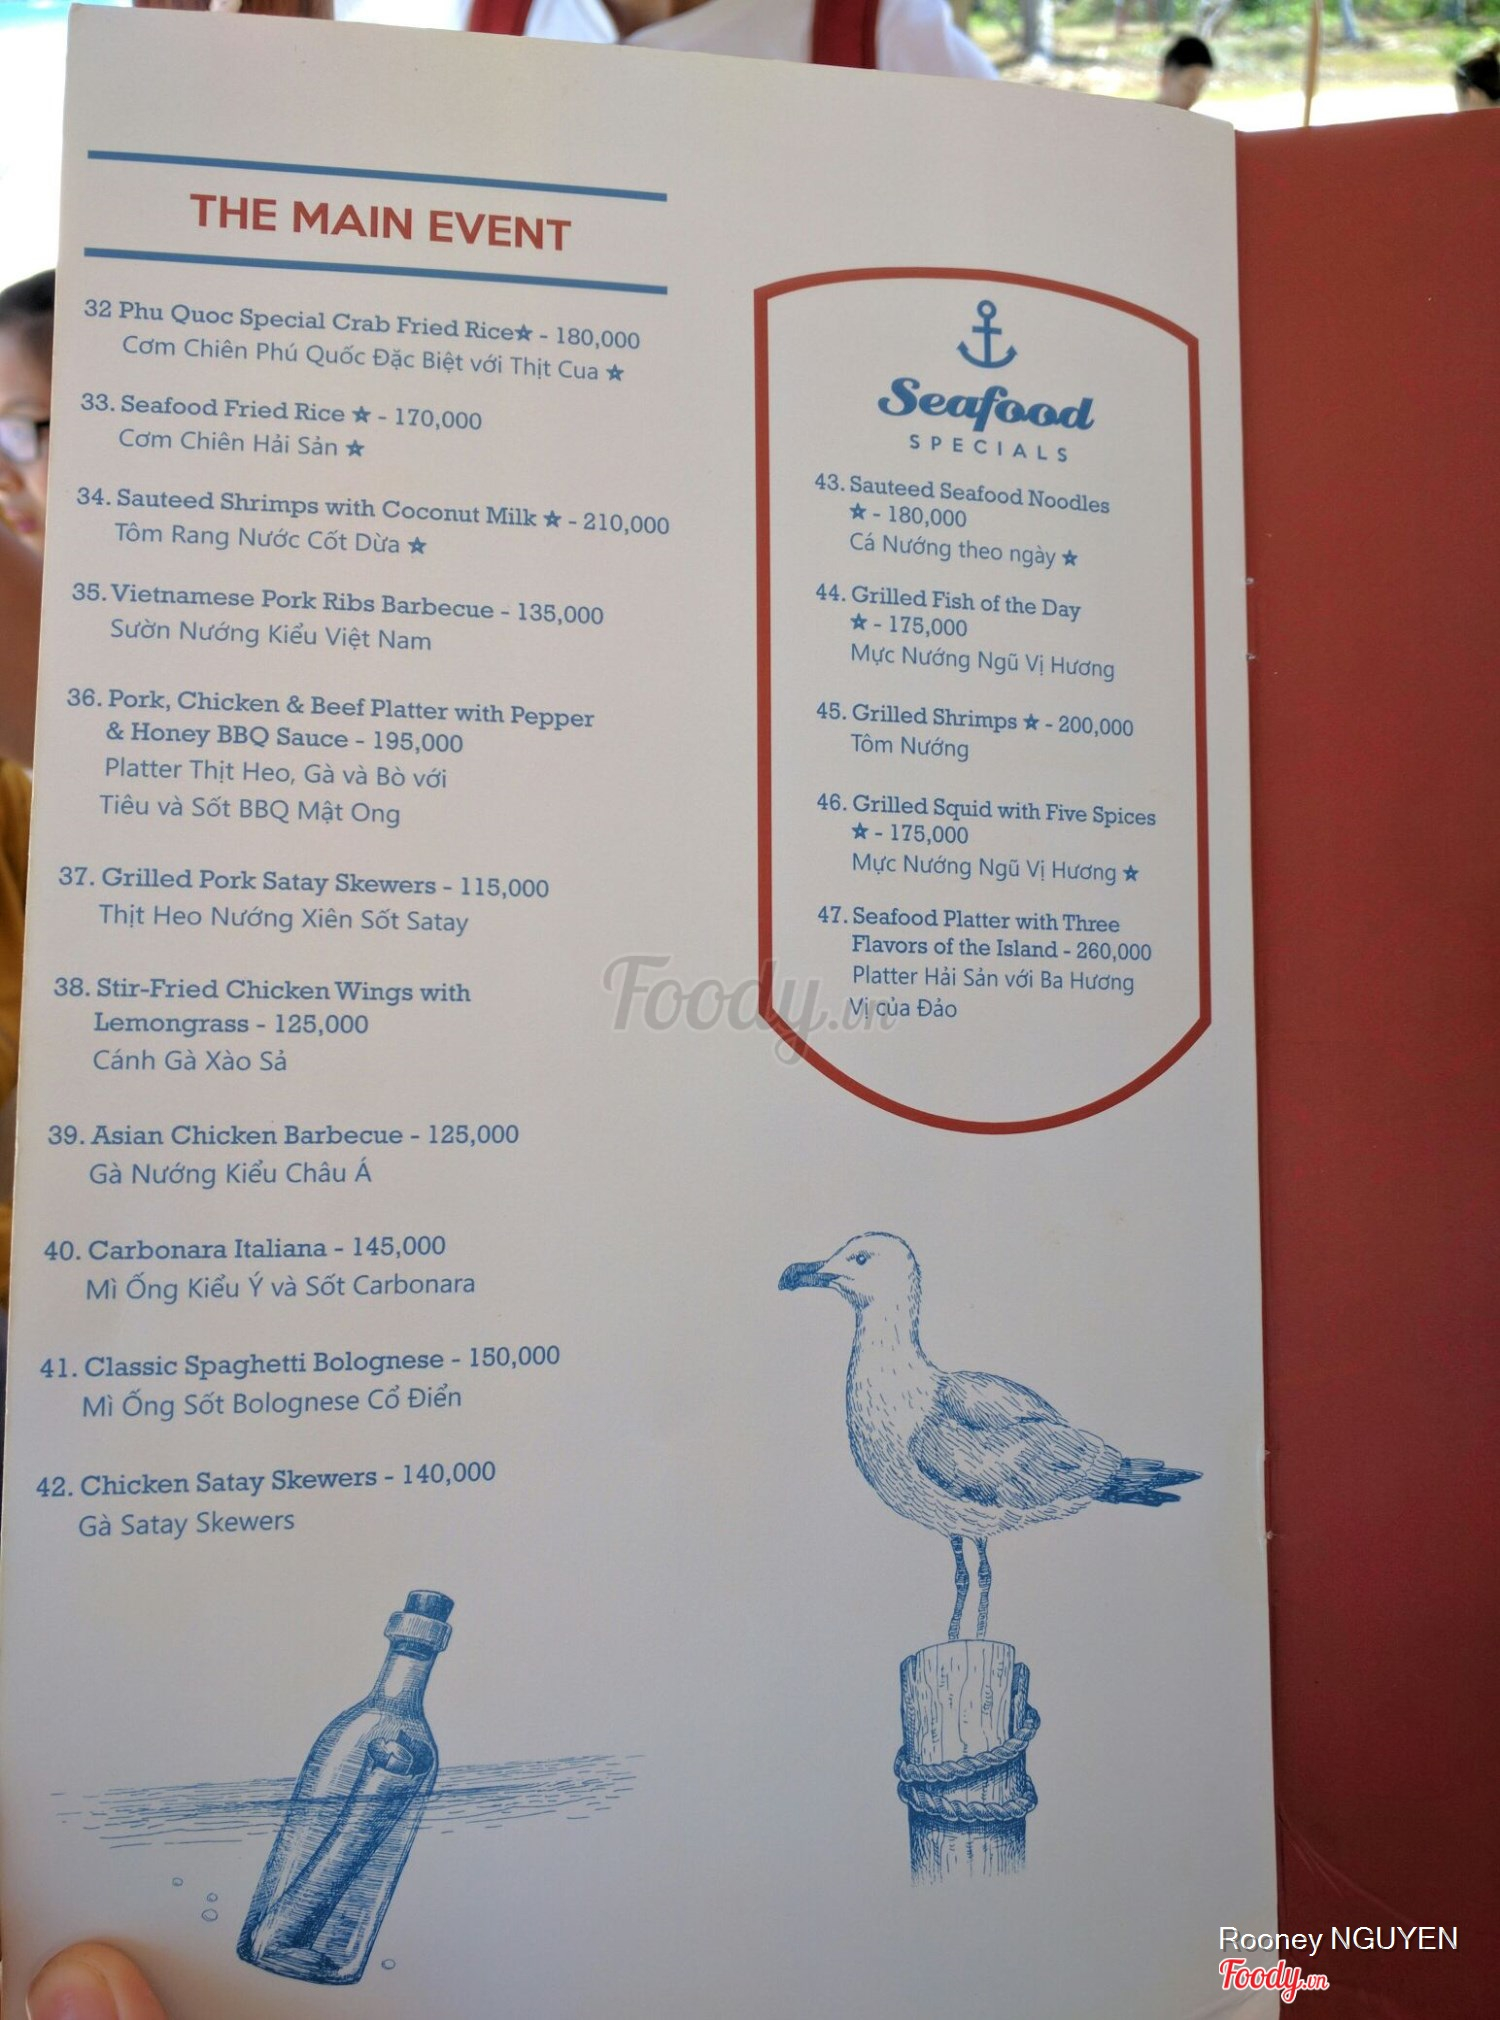 THE MAIN EVENT
32 Phu Quoc Special Crab Fried Rice★ - 180,000
Cơm Chiên Phú Quốc Đặc Biệt với Thịt Cua ★
33. Seafood Fried Rice ★ - 170,000
Cơm Chiên Hải Sản ★
34. Sauteed Shrimps with Coconut Milk ★ - 210,000
Tôm Rang Nước Cốt Dừa ★
35. Vietnamese Pork Ribs Barbecue - 135,000
Sườn Nướng Kiểu Việt Nam
36. Pork, Chicken & Beef Platter with Pepper
& Honey BBQ Sauce - 195,000
Platter Thịt Heo, Gà và Bò với
Tiêu và Sốt BBQ Mật Ong
37. Grilled Pork Satay Skewers - 115,000
Thịt Heo Nướng Xiên Sốt Satay
38. Stir-Fried Chicken Wings with
Lemongrass - 125,000
Cánh Gà Xào Sả
39. Asian Chicken Barbecue - 125,000
Gà Nướng Kiểu Châu Á
40. Carbonara Italiana - 145,000
Mì Ống Kiểu Ý và Sốt Carbonara
41. Classic Spaghetti Bolognese - 150,000
Mì Ống Sốt Bolognese Cổ Điển
42. Chicken Satay Skewers - 140,000
Gà Satay Skewers
Seafood
SPECIALS
43. Sauteed Seafood Noodles
★ - 180,000
Cá Nướng theo ngày ★
44. Grilled Fish of the Day
★ - 175,000
Mực Nướng Ngũ Vị Hương
45. Grilled Shrimps ★ - 200,000
Tôm Nướng
46. Grilled Squid with Five Spices
★ - 175,000
Mực Nướng Ngũ Vị Hương ★
47. Seafood Platter with Three
Flavors of the Island - 260,000
Platter Hải Sản với Ba Hương
Vị của Đảo
Foody.vn
Rooney NGUYEN
Foody.vn